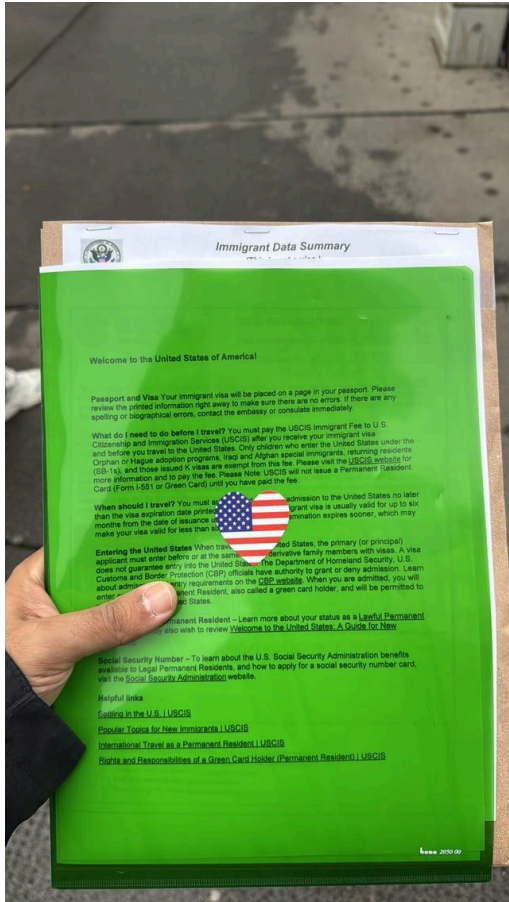 Immigrant Data Summary
Welcome to the United States of America!
Passport and Visa Your immigrant visa will be placed on a page in your passport. Please
review the printed information right away to make sure there are no errors. If there are any
spelling or biographical errors, contact the embassy or consulate immediately.
What do I need to do before I travel? You must pay the USCIS Immigrant Fee to U.S.
Citizenship and Immigration Services (USCIS) after you receive your immigrant visa
and before you travel to the United States. Only children who enter the United States under the
Orphan or Hague adoption programs, Iraqi and Afghan special immigrants, returning residents
(SB-1s), and those issued K visas are exempt from this fee. Please visit the USCIS website for
more information and to pay the fee. Please Note: USCIS will not issue a Permanent Resident
Card (Form I-551 or Green Card) until you have paid the fee.
When should I travel? You must admission to the United States no later
than the visa expiration date printed grant visa is usually valid for up to six
months from the date of issuance amination expires sooner, which may
make your visa valid for less than
Entering the United States When United States, the primary (or principal)
applicant must enter before or at the same derivative family members with visas. A visa
does not guarantee entry into the United States. The Department of Homeland Security, U.S.
Customs and Border Protection (CBP) officials have authority to grant or deny admission. Learn
about entry requirements on the CBP website. When you are admitted, you will
enter Resident, also called a green card holder, and will be permitted to
States.
Resident – Learn more about your status as a Lawful Permanent
also wish to review Welcome to the United States: A Guide for New
Social Security Number – To learn about the U.S. Social Security Administration benefits
available to Legal Permanent Residents, and how to apply for a social security number card,
visit the Social Security Administration website.
Helpful links
Settling in the U.S. | USCIS
Popular Topics for New Immigrants | USCIS
International Travel as a Permanent Resident | USCIS
Rights and Responsibilities of a Green Card Holder (Permanent Resident) | USCIS
2050 00